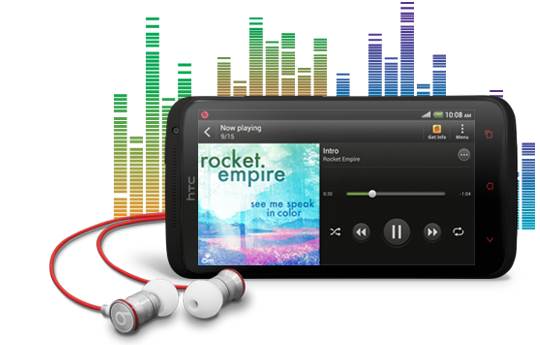 10:08 AM
Now playing
9/15
Get Info
Menu
htc
rocket.
empire
see me speak
in color
Intro
Rocket Empire
0:30
-1:04